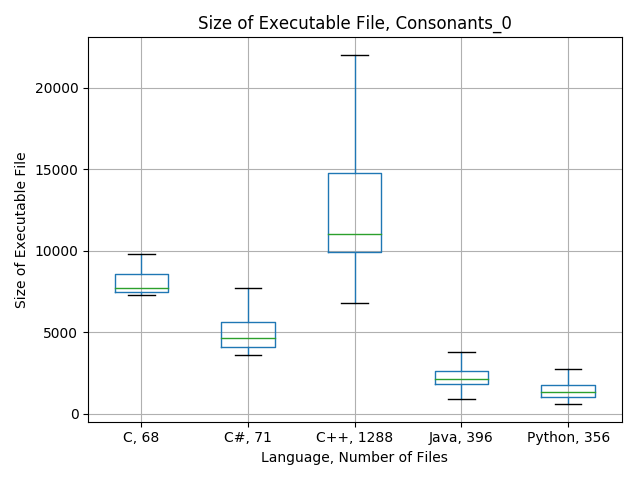 Size of Executable File, Consonants_0
Size of Executable File
20000
15000
10000
5000
0
C, 68
C#, 71
C++, 1288
Java, 396
Python, 356
Language, Number of Files